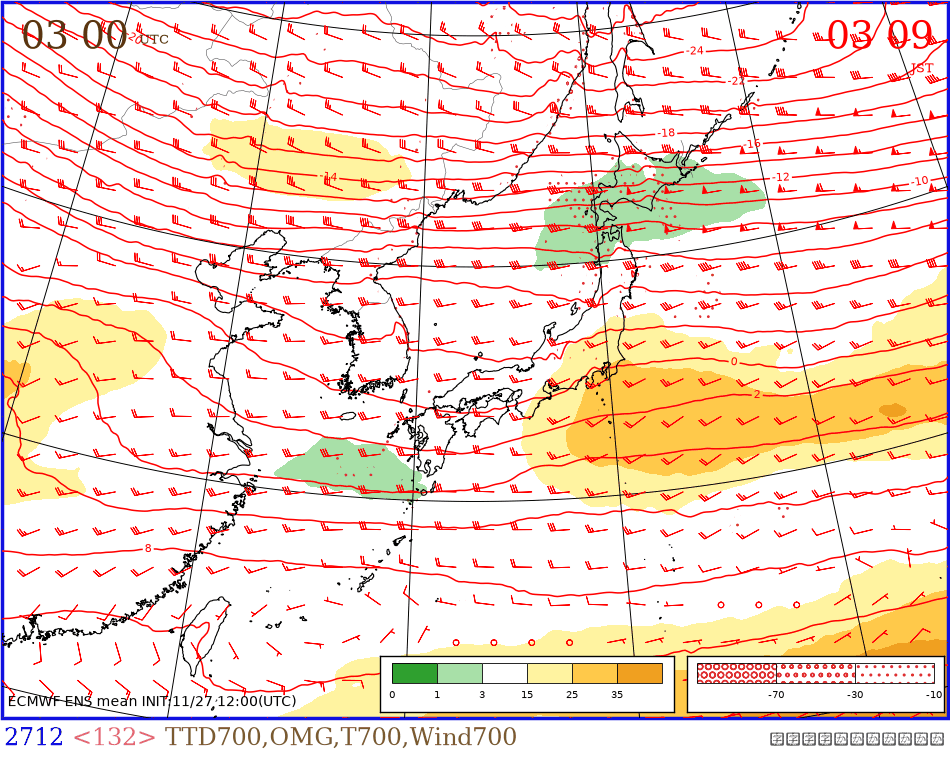 03 00 UTC
03 09
JST
-24
-22
-18
-16
-14
-12
-10
0
2
8
0 1 3 15 25 35
-70 -30 -10
ECMWF ENS mean INIT:11/27 12:00(UTC)
2712 <132> TTD700,OMG,T700,Wind700